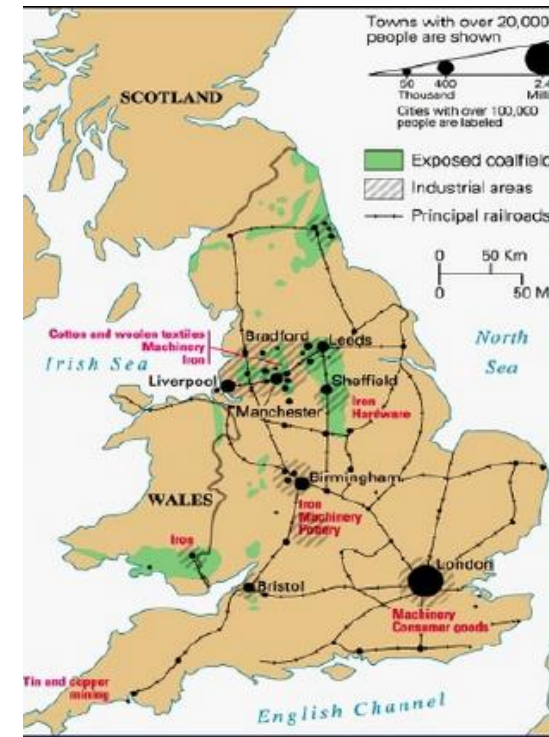 Towns with over 20,000
people are shown
50
Thousand
400
2.4
Cities with over 100,000
people are labeled
Exposed coalfield
Industrial areas
Principal railroads
0 50 Km
0 50 M
SCOTLAND
North
Sea
Cotton and woolen textiles
Machinery
Iron
Irish Sea
Bradford
Leeds
Liverpool
Manchester
Sheffield
Iron
Hardware
WALES
Birmingham
Iron
Machinery
Pottery
Iron
Bristol
London
Machinery
Consumer goods
Tin and copper
mining
English Channel